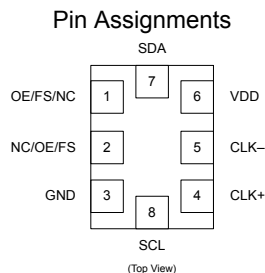 Pin Assignments
SDA
7
OE/FS/NC 1 6 VDD
NC/OE/FS 2 5 CLK–
GND 3 4 CLK+
8
SCL
(Top View)